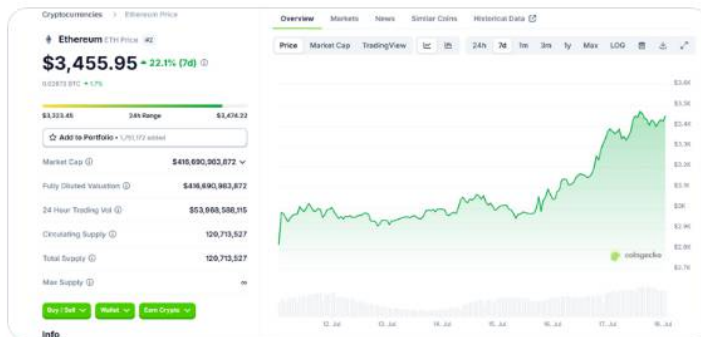 Cryptocurrencies > Ethereum Price
Ethereum ETH Price #2
$3,455.95 22.1% (7d)
0.02872 BTC 1.7%
$3,323.45 24h Range $3,474.22
Add to Portfolio •
Market Cap $416,690,983,872
Fully Diluted Valuation $416,690,983,872
24 Hour Trading Vol $53,968,588,115
Circulating Supply 120,713,527
Total Supply 120,713,527
Max Supply ∞
Buy / Sell Wallet Earn Crypto
Info
Overview Markets News Similar Coins Historical Data
Price Market Cap TradingView 24h 7d 1m 3m 1y Max LOG
$3.6K
$3.5K
$3.4K
$3.3K
$3.2K
$3.1K
$3K
$2.9K
$2.8K
$2.7K
coingecko
12. Jul 13. Jul 14. Jul 15. Jul 16. Jul 17. Jul 18. Jul